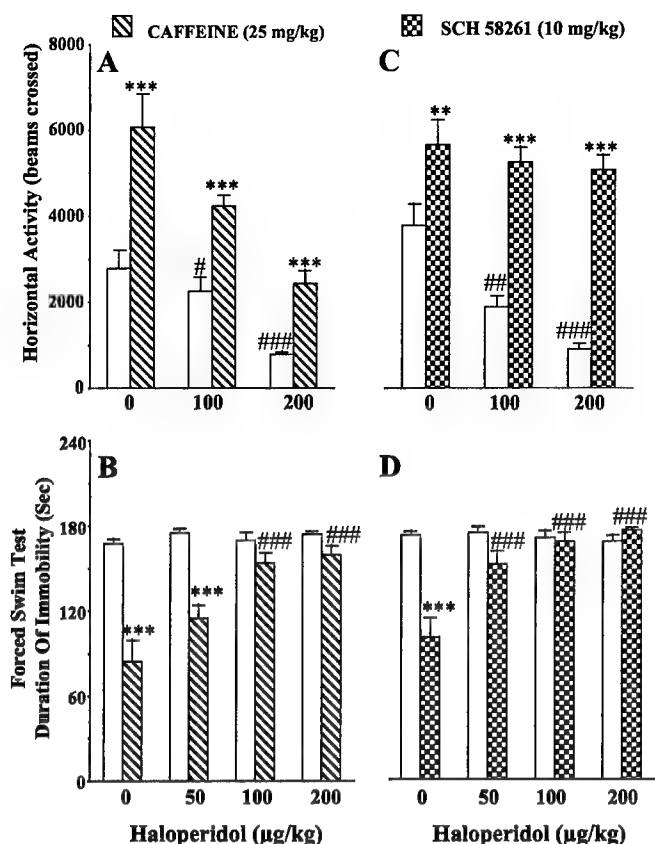 CAFFEINE (25 mg/kg)
SCH 58261 (10 mg/kg)
Horizontal Activity (beams crossed)
8000
6000
4000
2000
0
A
***
***
#
***
###
0 100 200
C
**
***
***
##
###
0 100 200
Forced Swim Test
Duration Of Immobility (Sec)
240
180
120
60
0
B
***
***
###
###
0 50 100 200
Haloperidol (µg/kg)
D
***
###
###
###
0 50 100 200
Haloperidol (µg/kg)